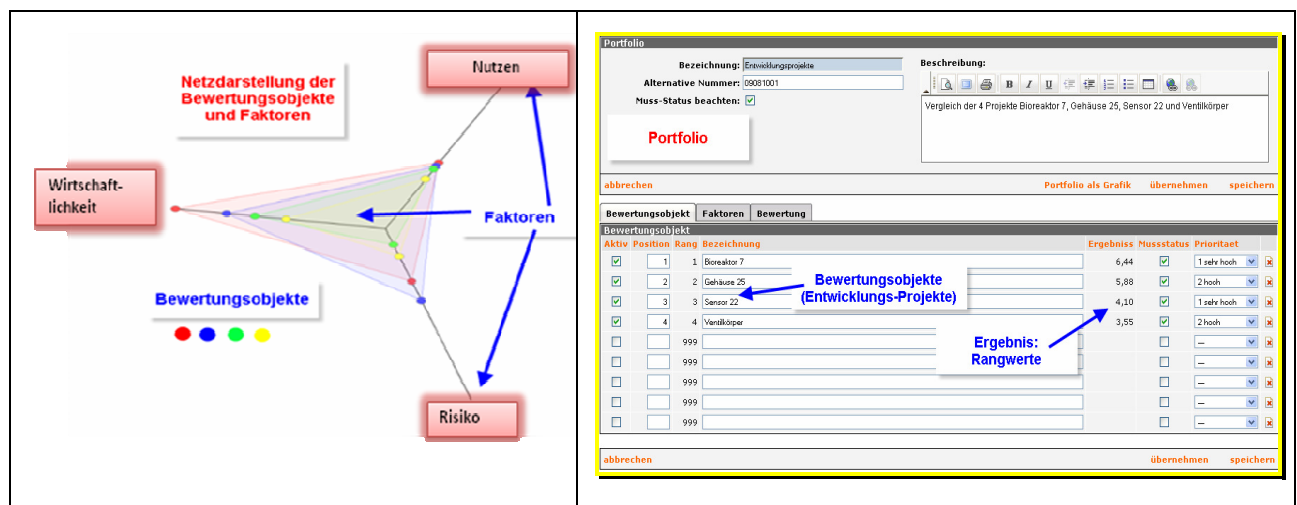 Nutzen
Netzdarstellung der
Bewertungsobjekte
und Faktoren
Wirtschaft-
lichkeit
Faktoren
Bewertungsobjekte
Risiko
Portfolio
Bezeichnung: Entwicklungsprojekte
Alternative Nummer: 09081001
Muss-Status beachten:
Portfolio
Beschreibung:
B I U
Vergleich der 4 Projekte Bioreaktor 7, Gehäuse 25, Sensor 22 und Ventilkörper
abbrechen Portfolio als Grafik übernehmen speichern
Bewertungsobjekt Faktoren Bewertung
Bewertungsobjekt
Aktiv Position Rang Bezeichnung Ergebniss Mussstatus Prioritaet
1 1 Bioreaktor 7 6,44 1 sehr hoch
2 2 Gehäuse 25 5,88 2 hoch
3 3 Sensor 22 4,10 1 sehr hoch
4 4 Ventilkörper 3,55 2 hoch
999 —
999 —
999 —
999 —
999 —
Bewertungsobjekte
(Entwicklungs-Projekte)
Ergebnis:
Rangwerte
abbrechen übernehmen speichern